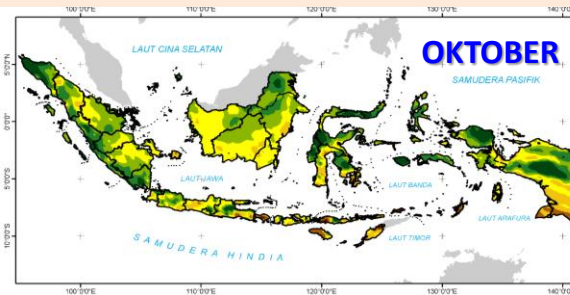 100°0'0"E 110°0'0"E 120°0'0"E 130°0'0"E 140°0'
OKTOBER
LAUT CINA SELATAN
SAMUDERA PASIFIK
5°0'0"N
0°0'0"
LAUT JAWA
5°0'0"S
LAUT BANDA
LAUT ARAFURA
SAMUDERA HINDIA
LAUT TIMOR
10°0'0"S
100°0'0"E 110°0'0"E 120°0'0"E 130°0'0"E 140°0'